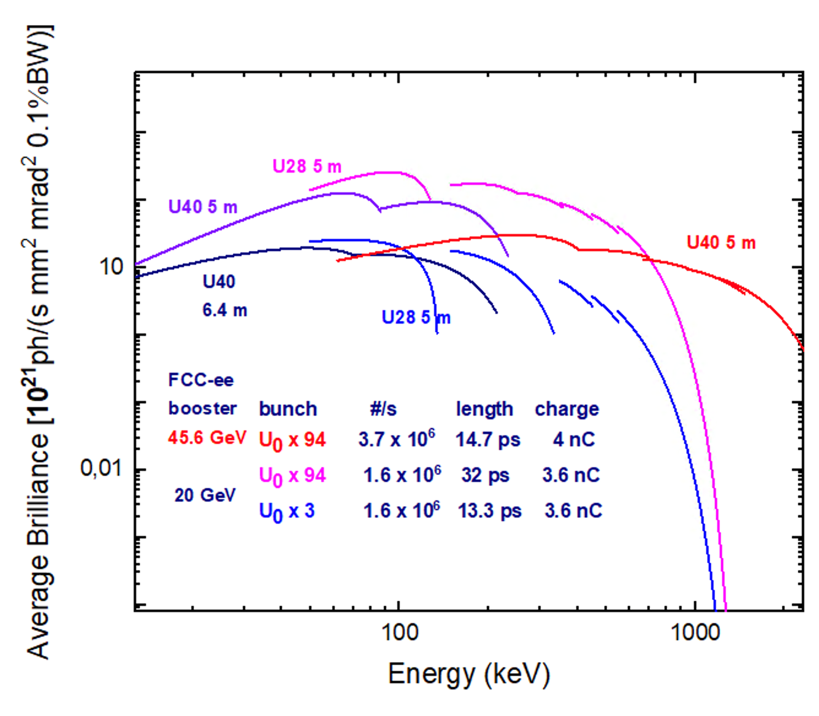 Average Brilliance [10²¹ph/(s mm² mrad² 0.1%BW)]
U28 5 m
U40 5 m
U40 5 m
10
U40
6.4 m
U28 5 m
FCC-ee
booster bunch #/s length charge
45.6 GeV U₀ x 94 3.7 x 10⁶ 14.7 ps 4 nC
U₀ x 94 1.6 x 10⁶ 32 ps 3.6 nC
20 GeV
U₀ x 3 1.6 x 10⁶ 13.3 ps 3.6 nC
0,01
100 1000
Energy (keV)